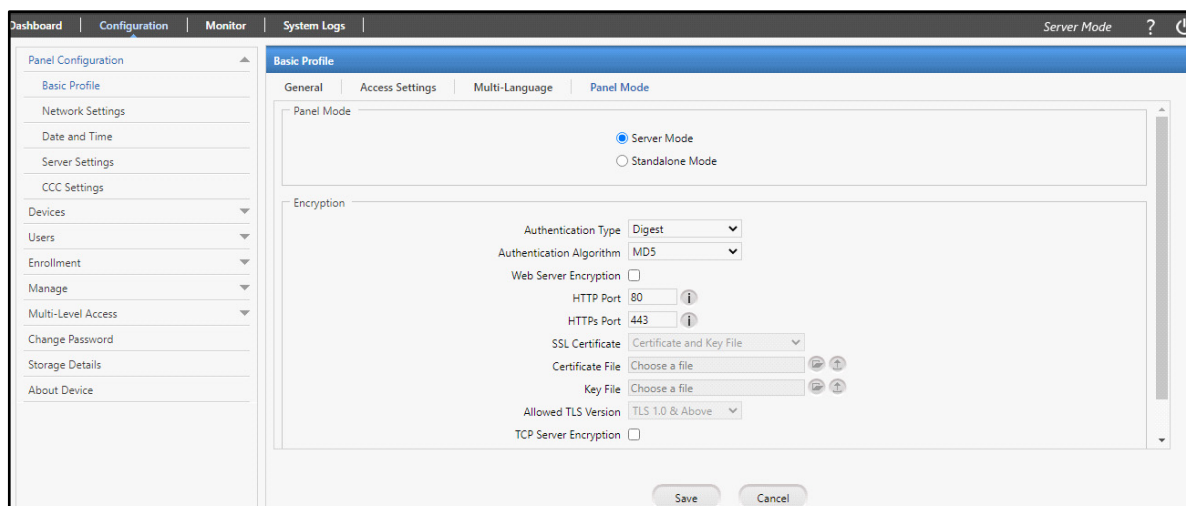 Dashboard Configuration Monitor System Logs Server Mode ?
Panel Configuration
Basic Profile
Network Settings
Date and Time
Server Settings
CCC Settings
Devices
Users
Enrollment
Manage
Multi-Level Access
Change Password
Storage Details
About Device
Basic Profile
General Access Settings Multi-Language Panel Mode
Panel Mode
Server Mode
Standalone Mode
Encryption
Authentication Type Digest
Authentication Algorithm MD5
Web Server Encryption
HTTP Port 80 i
HTTPs Port 443 i
SSL Certificate Certificate and Key File
Certificate File Choose a file
Key File Choose a file
Allowed TLS Version TLS 1.0 & Above
TCP Server Encryption
Save Cancel